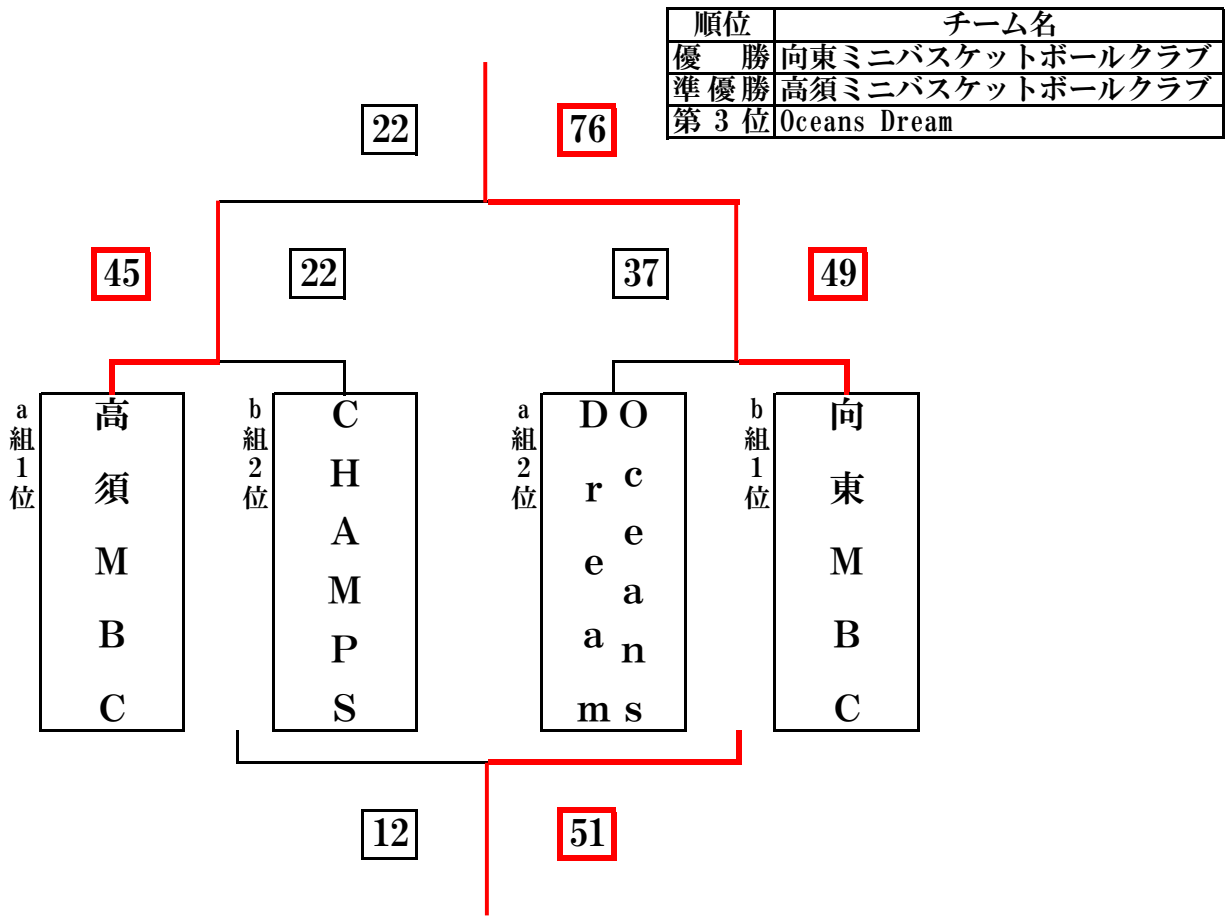 順位 チーム名
優　勝 向東ミニバスケットボールクラブ
準優勝 高須ミニバスケットボールクラブ
第3位 Oceans Dream
22 76
45 22 37 49
a組1位
高須MBC
b組2位
CHAMPS
a組2位
Oceans
Dream
b組1位
向東MBC
12 51